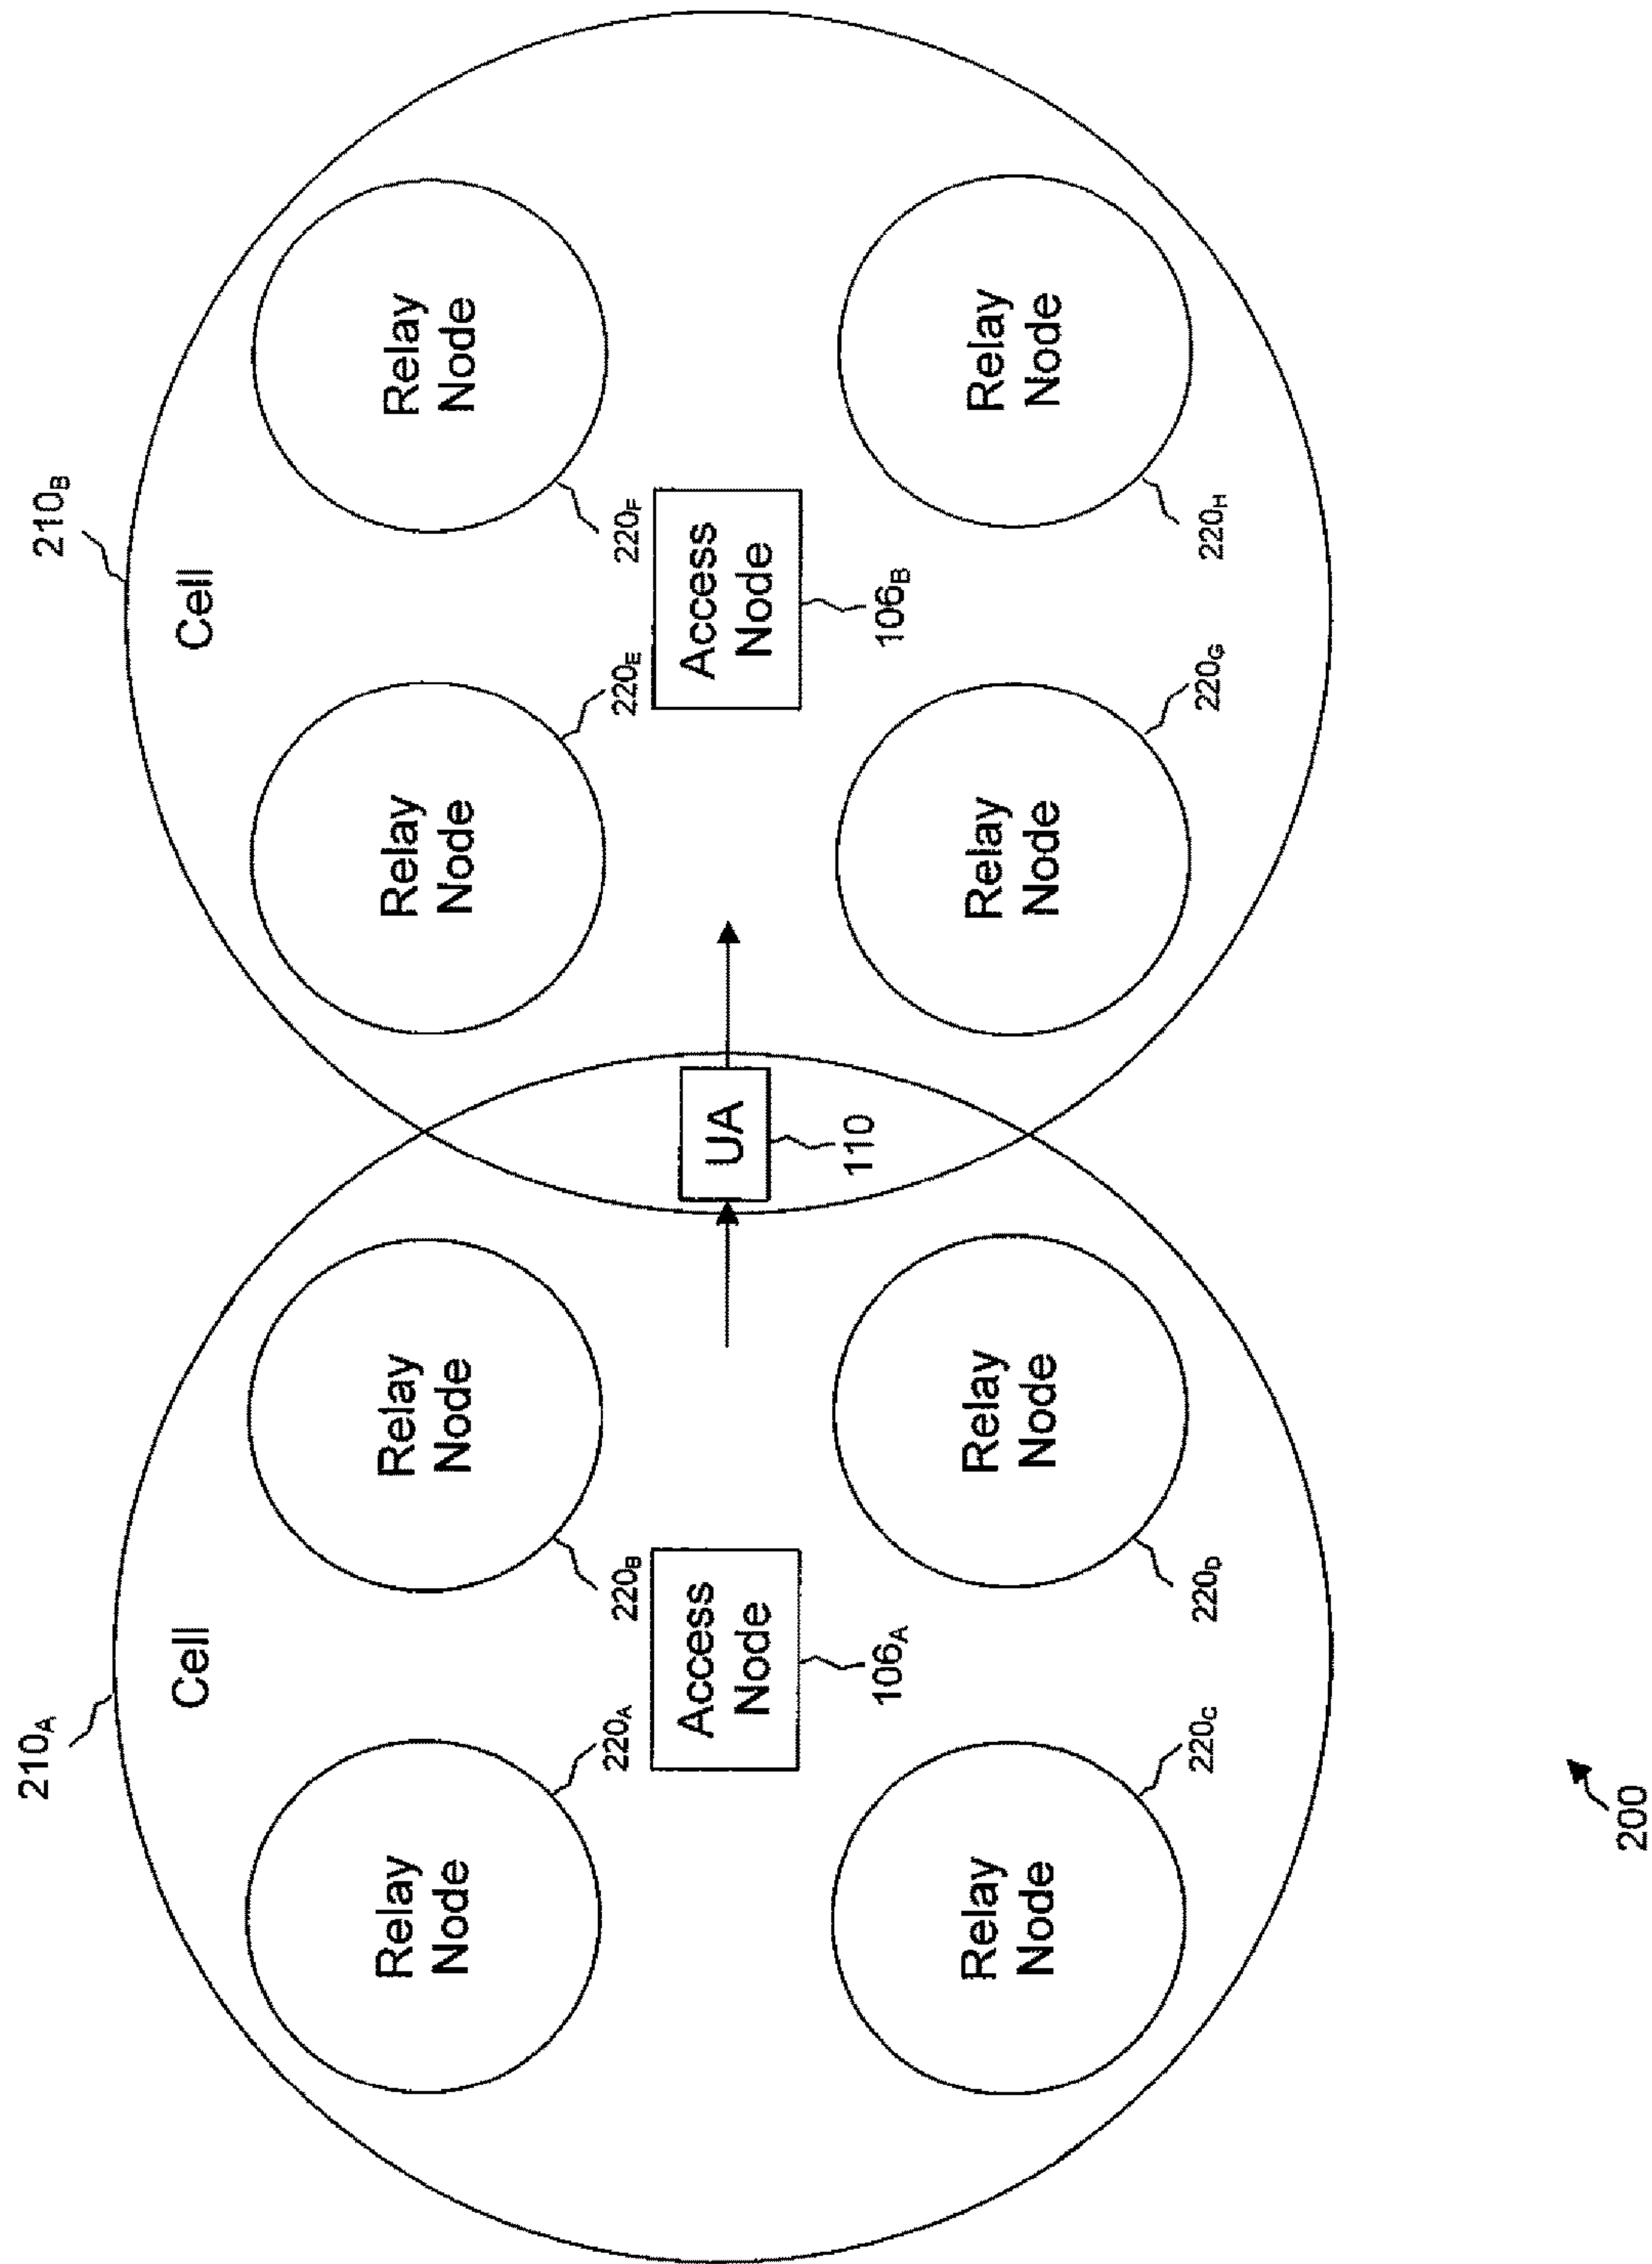 210A
210B
Cell
Cell
Relay
Node
Relay
Node
Relay
Node
Relay
Node
220A
220B
220E
220F
Access
Node
UA
Access
Node
106A
110
106B
Relay
Node
Relay
Node
Relay
Node
Relay
Node
220C
220D
220G
220H
200